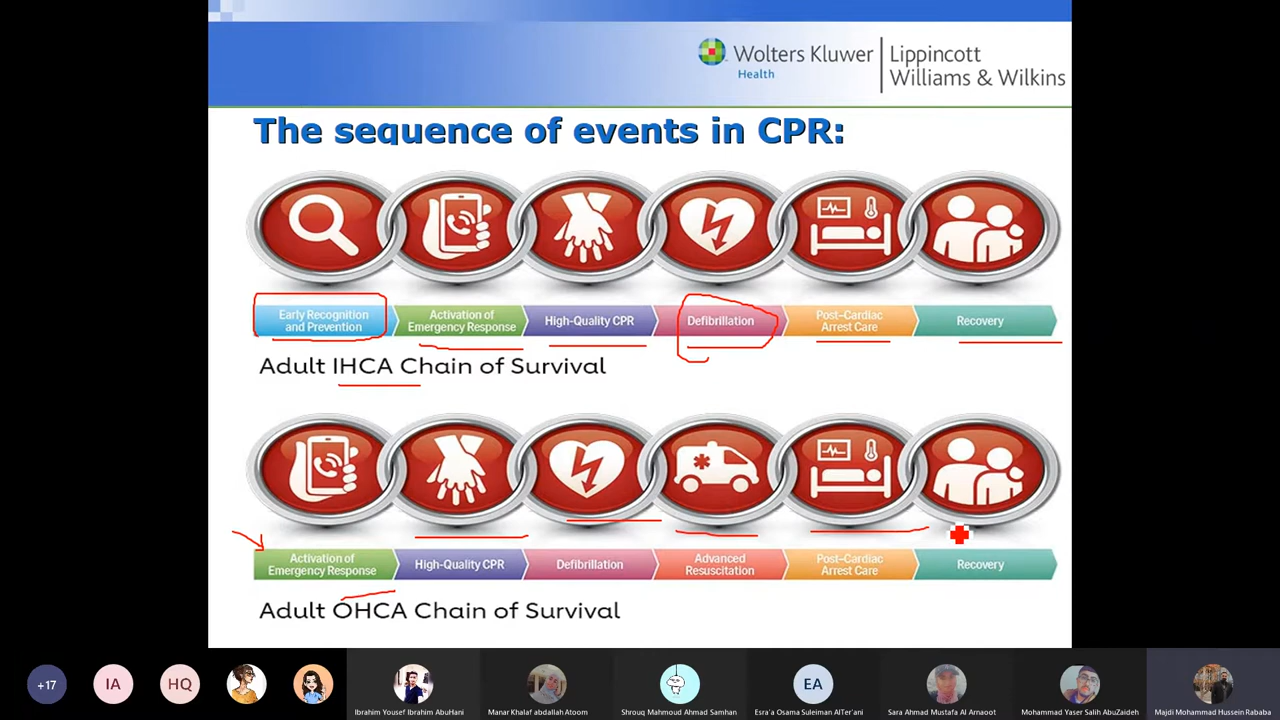 Wolters Kluwer
Health
Lippincott
Williams & Wilkins
The sequence of events in CPR:
Early Recognition
and Prevention
Activation of
Emergency Response
High-Quality CPR
Defibrillation
Post-Cardiac
Arrest Care
Recovery
Adult IHCA Chain of Survival
Activation of
Emergency Response
High-Quality CPR
Defibrillation
Advanced
Resuscitation
Post-Cardiac
Arrest Care
Recovery
Adult OHCA Chain of Survival
+17
IA
HQ
Ibrahim Yousef Ibrahim AbuHani
Manar Khalaf abdallah Atoom
Shrouq Mahmoud Ahmad Samhan
EA
Esra'a Osama Suleiman AlTer'ani
Sara Ahmad Mustafa Al Arnaoot
Mohammad Yaser Salih AbuZaideh
Majdi Mohammad Hussein Rababa